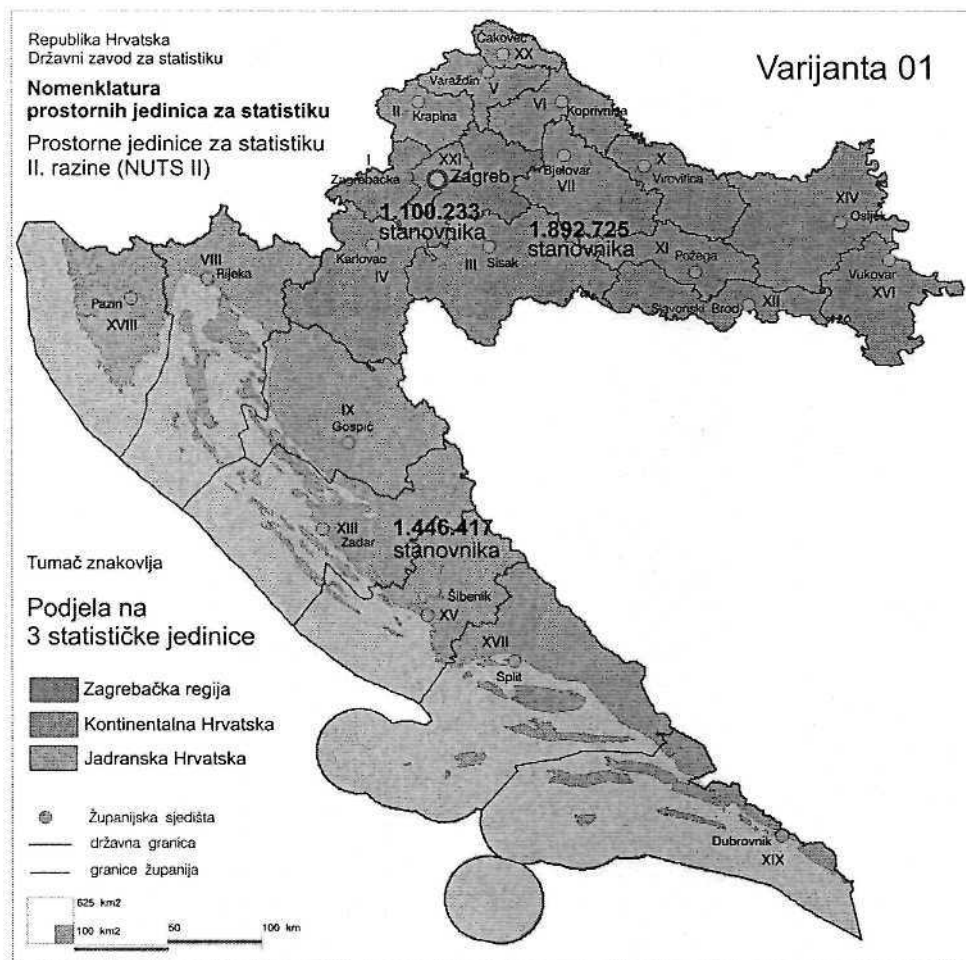 Republika Hrvatska
Državni zavod za statistiku
Nomenklatura
prostornih jedinica za statistiku
Prostorne jedinice za statistiku
II. razine (NUTS II)
Varijanta 01
Čakovec
XX
Varaždin
V
II
Krapina
VI
Koprivnica
I
Zagrebačka
XXI
Zagreb
Bjelovar
VII
X
Virovitica
XIV
Osijek
1.100.233
stanovnika
1.892.725
stanovnika
Karlovac
IV
III
Sisak
XI
Požega
Slavonski Brod
XII
Vukovar
XVI
VIII
Rijeka
Pazin
XVIII
IX
Gospić
XIII
Zadar
1.446.417
stanovnika
Šibenik
XV
XVII
Split
Dubrovnik
XIX
Tumač znakovlja
Podjela na
3 statističke jedinice
Zagrebačka regija
Kontinentalna Hrvatska
Jadranska Hrvatska
Županijska sjedišta
državna granica
granice županija
625 km2
100 km2
50
100 km